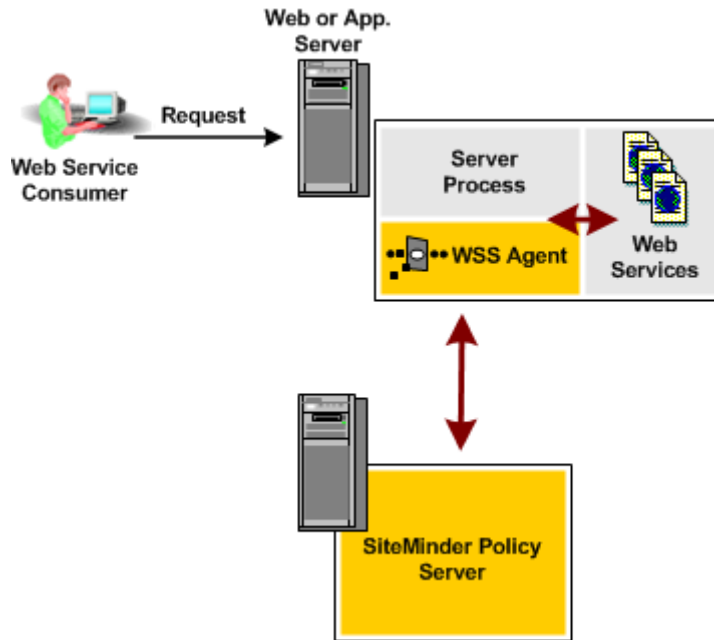 Web or App.
Server
Request
Web Service
Consumer
Server
Process
WSS Agent
Web
Services
SiteMinder Policy
Server